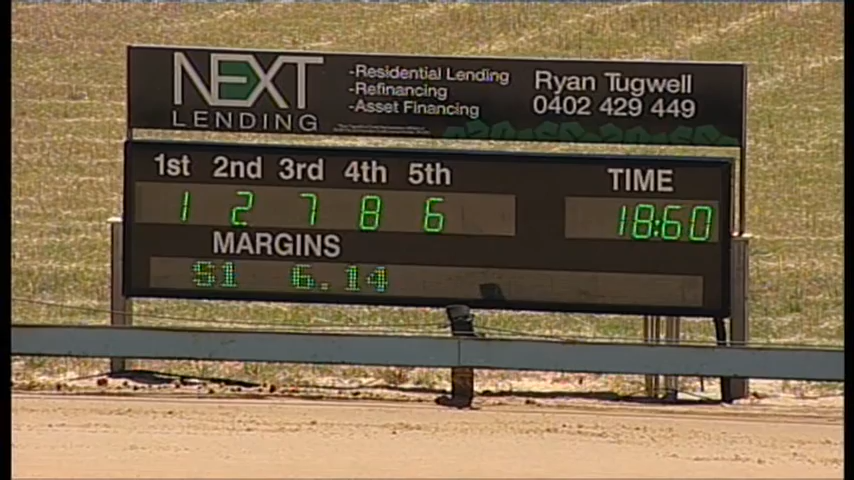 NEXT
LENDING
-Residential Lending
-Refinancing
-Asset Financing
Ryan Tugwell
0402 429 449
1st 2nd 3rd 4th 5th
TIME
1 2 7 8 6
18:60
MARGINS
S1 6.14